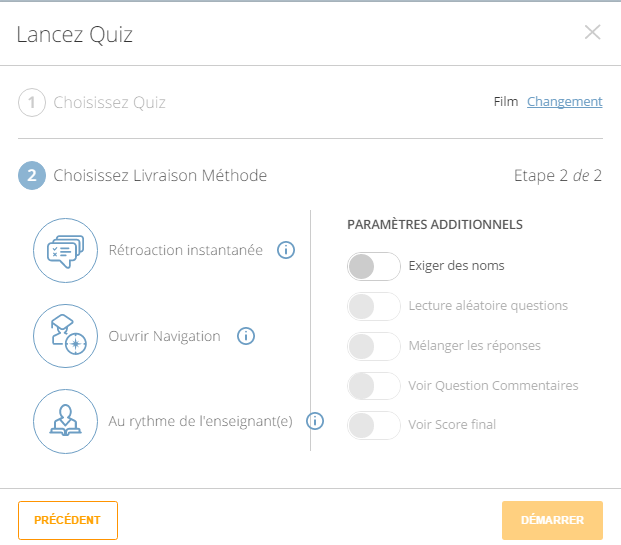 Lancez Quiz
1 Choisissez Quiz Film Changement
2 Choisissez Livraison Méthode Etape 2 de 2
PARAMÈTRES ADDITIONNELS
Rétroaction instantanée i
Exiger des noms
Lecture aléatoire questions
Ouvrir Navigation i
Mélanger les réponses
Voir Question Commentaires
Au rythme de l'enseignant(e) i
Voir Score final
PRÉCÉDENT DÉMARRER